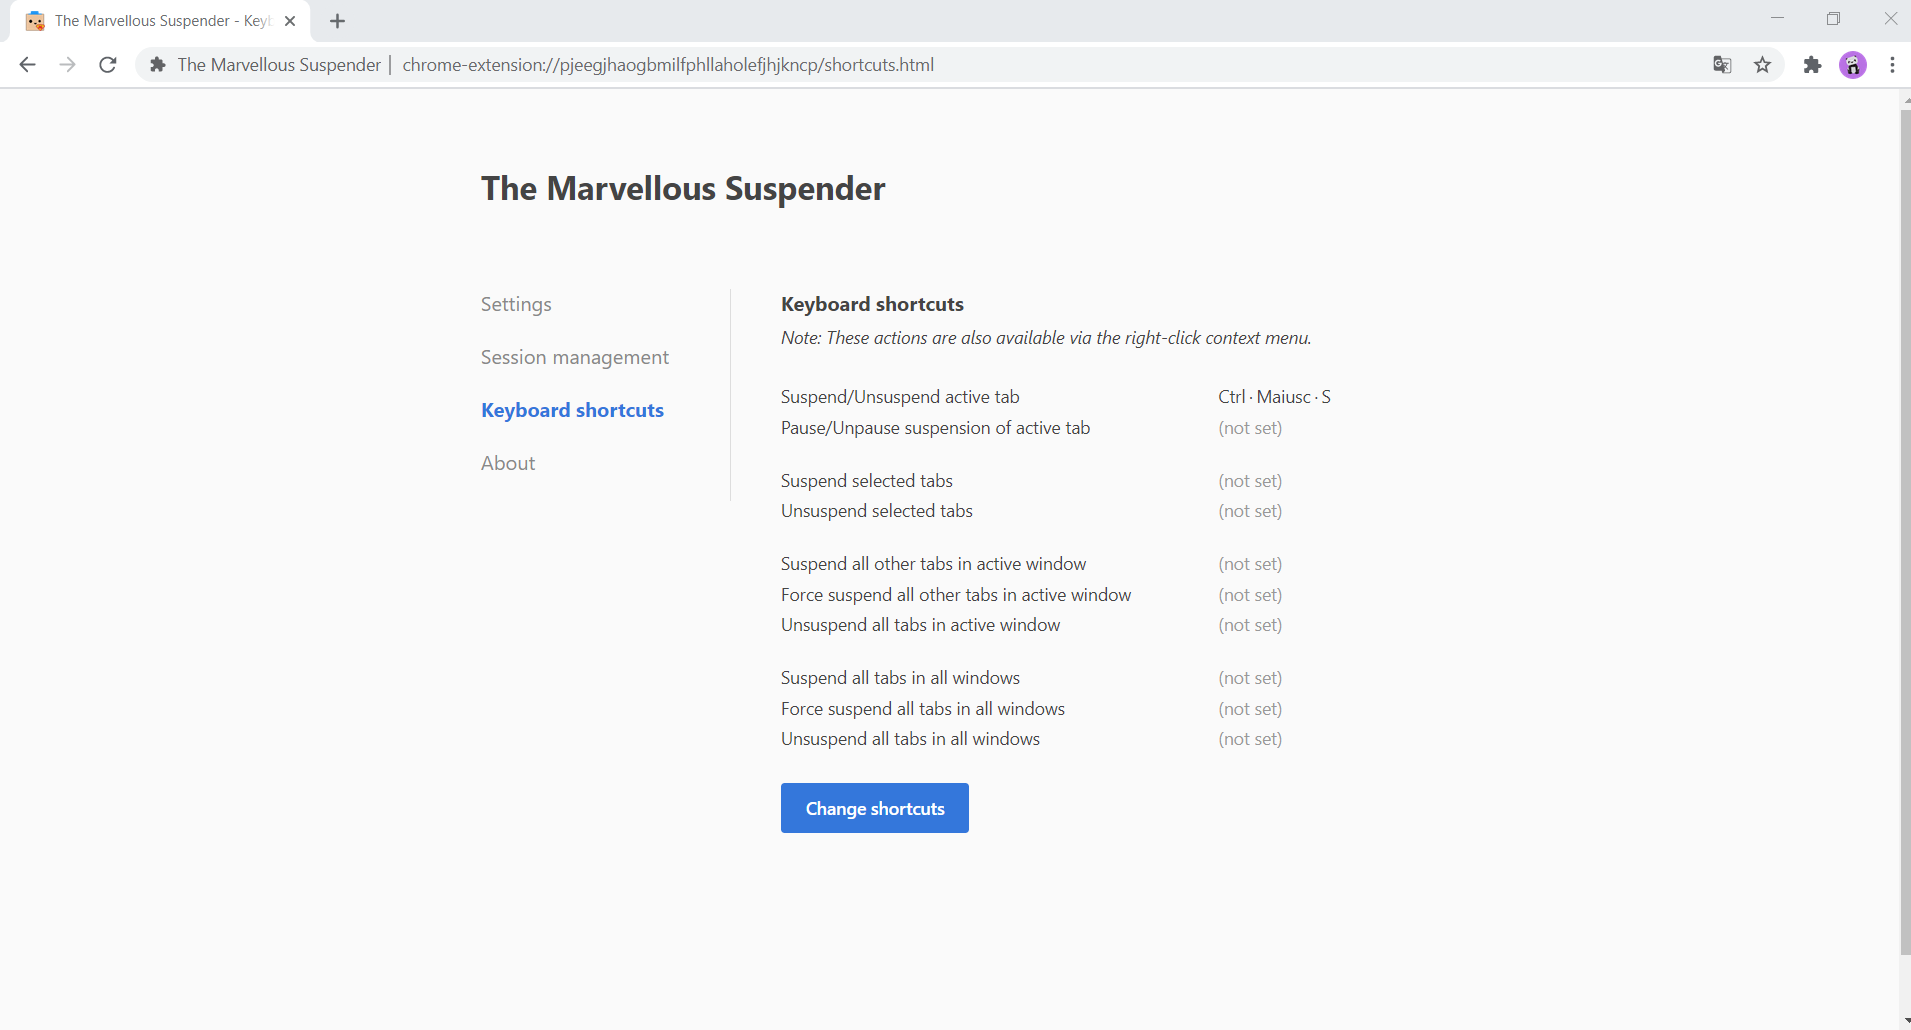 The Marvellous Suspender - Keyb
The Marvellous Suspender | chrome-extension://pjeegjhaogbmilfphllaholefjhjkncp/shortcuts.html
The Marvellous Suspender
Settings
Session management
Keyboard shortcuts
About
Keyboard shortcuts
Note: These actions are also available via the right-click context menu.
Suspend/Unsuspend active tab Ctrl · Maiusc · S
Pause/Unpause suspension of active tab (not set)
Suspend selected tabs (not set)
Unsuspend selected tabs (not set)
Suspend all other tabs in active window (not set)
Force suspend all other tabs in active window (not set)
Unsuspend all tabs in active window (not set)
Suspend all tabs in all windows (not set)
Force suspend all tabs in all windows (not set)
Unsuspend all tabs in all windows (not set)
Change shortcuts